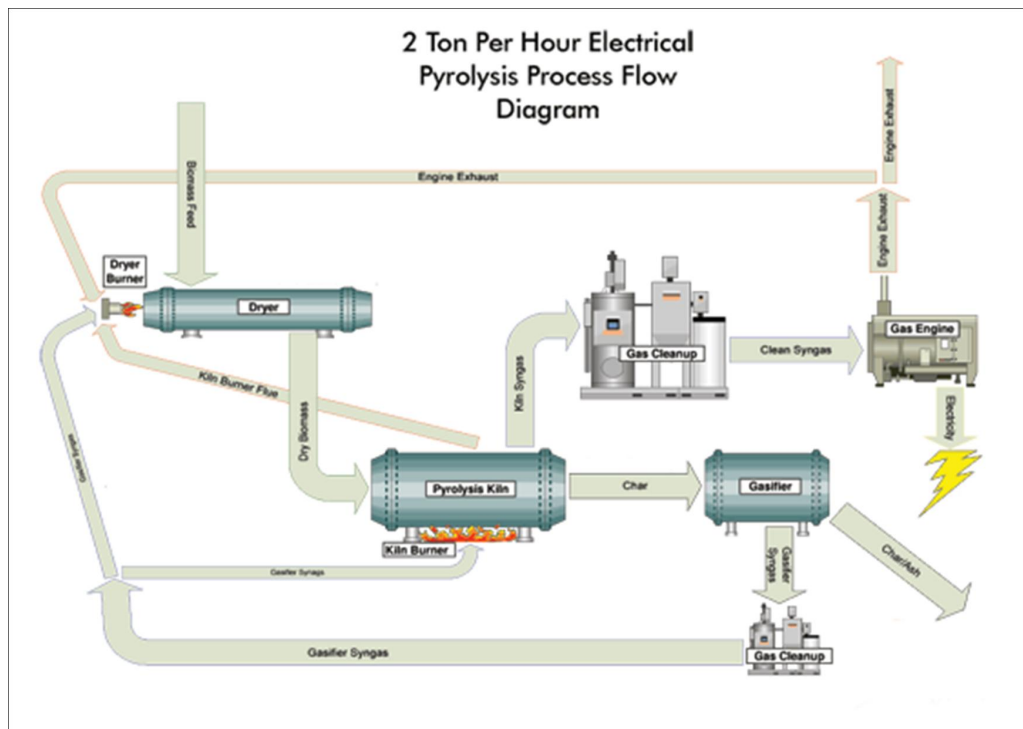 2 Ton Per Hour Electrical
Pyrolysis Process Flow
Diagram
Engine Exhaust
Biomass Feed
Engine Exhaust
Engine Exhaust
Dryer
Burner
Dryer
Gas Cleanup
Clean Syngas
Gas Engine
Kiln Syngas
Kiln Burner Flue
Electricity
Dry Biomass
Gasifier Syngas
Pyrolysis Kiln
Char
Gasifier
Kiln Burner
Char/Ash
Gasifier
Syngas
Gasifier Synags
Gasifier Syngas
Gas Cleanup